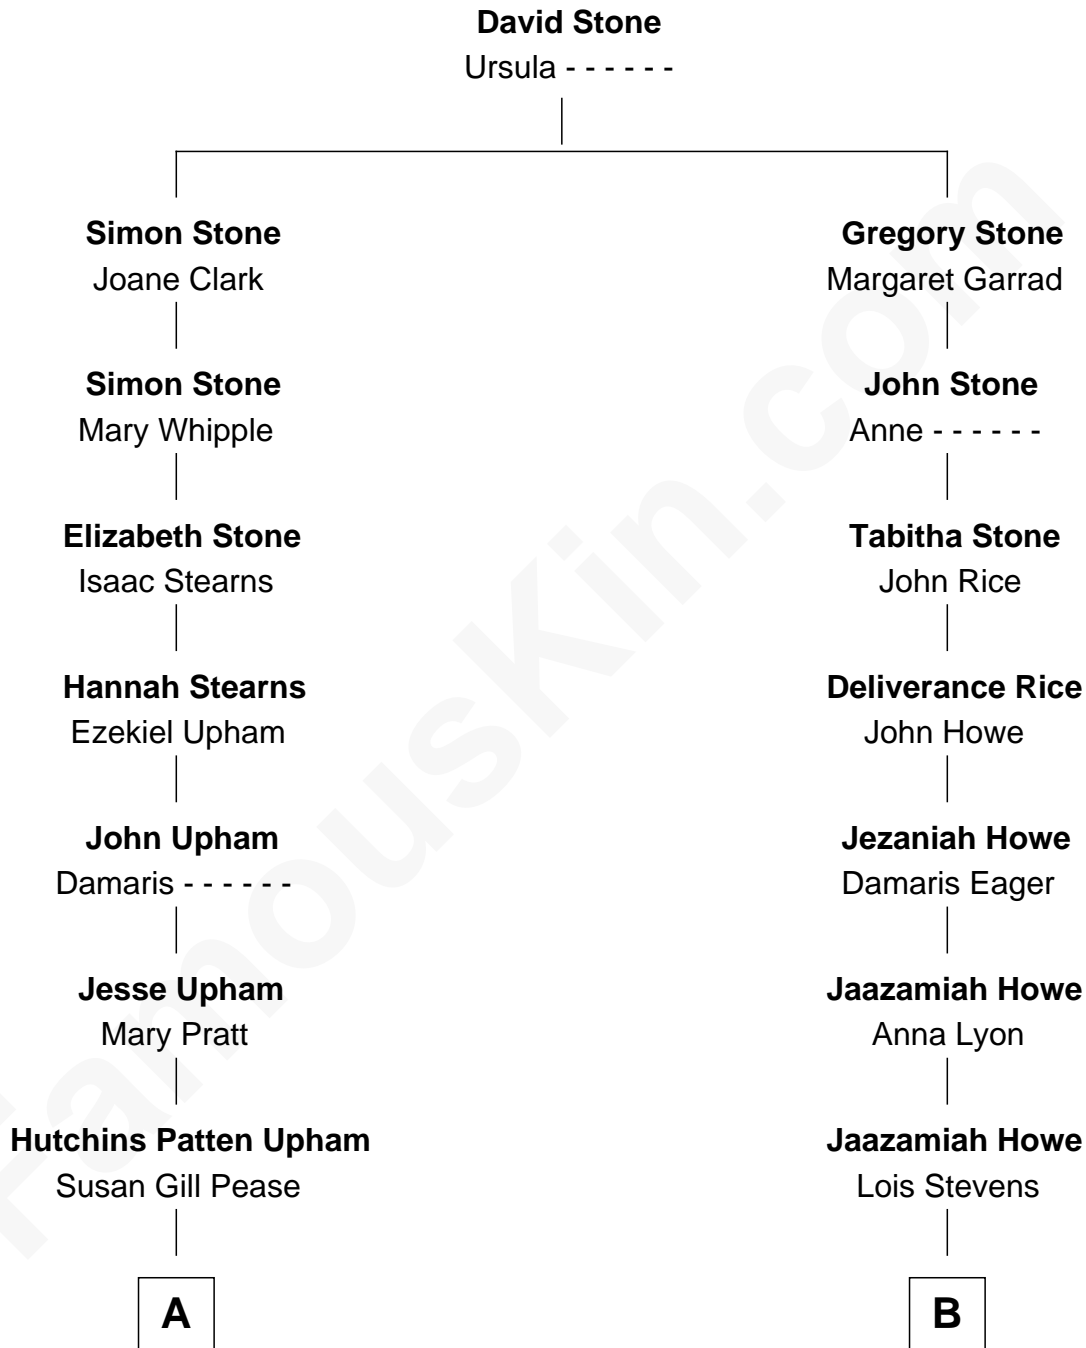 David Stone
Ursula - - - - - -
Simon Stone
Joane Clark
Gregory Stone
Margaret Garrad
Simon Stone
Mary Whipple
John Stone
Anne - - - - - -
Elizabeth Stone
Isaac Stearns
Tabitha Stone
John Rice
Hannah Stearns
Ezekiel Upham
Deliverance Rice
John Howe
John Upham
Damaris - - - - - -
Jezaniah Howe
Damaris Eager
Jesse Upham
Mary Pratt
Jaazamiah Howe
Anna Lyon
Hutchins Patten Upham
Susan Gill Pease
Jaazamiah Howe
Lois Stevens
A
B
FamousKin.com